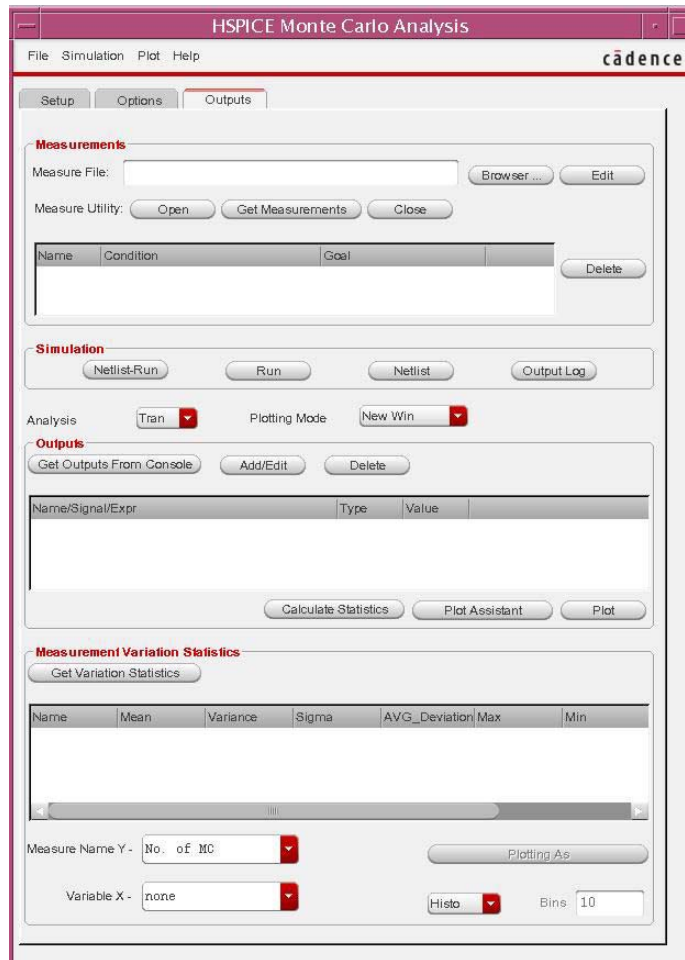 HSPICE Monte Carlo Analysis
File Simulation Plot Help
cādence
Setup Options Outputs
Measurements
Measure File: Browser ... Edit
Measure Utility: Open Get Measurements Close
Name Condition Goal
Delete
Simulation
Netlist-Run Run Netlist Output Log
Analysis Tran Plotting Mode New Win
Outputs
Get Outputs From Console Add/Edit Delete
Name/Signal/Expr Type Value
Calculate Statistics Plot Assistant Plot
Measurement Variation Statistics
Get Variation Statistics
Name Mean Variance Sigma AVG_Deviation Max Min
Measure Name Y - No. of MC Plotting As
Variable X - none Histo Bins 10